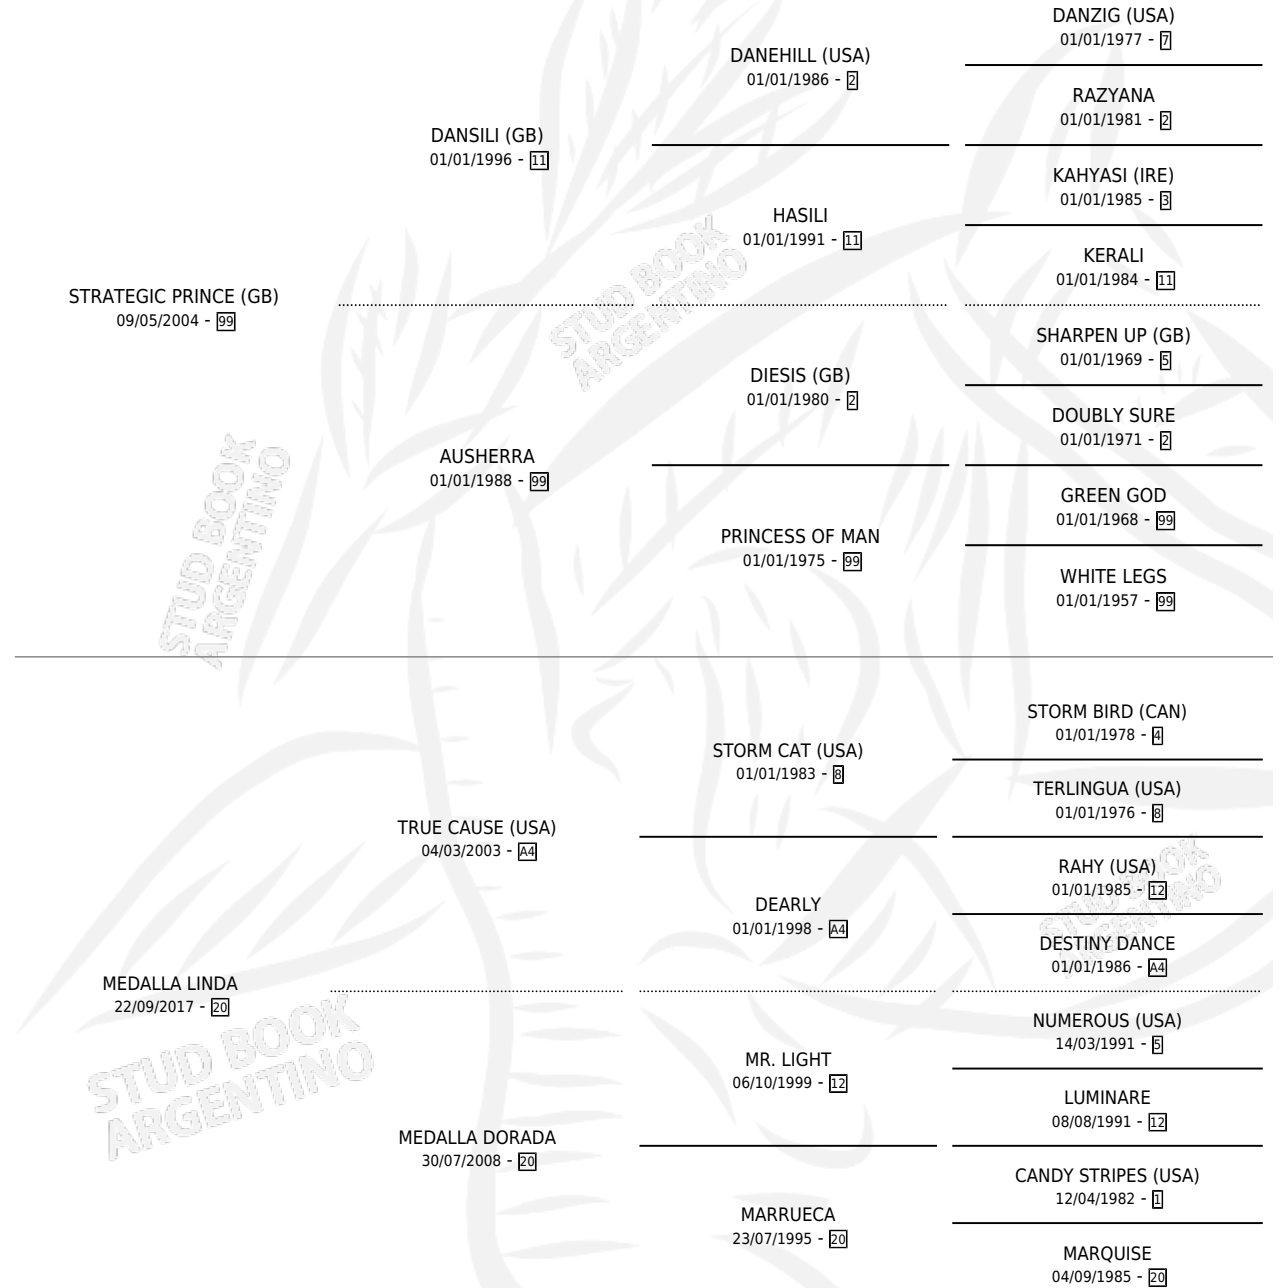 DANZIG (USA)
01/01/1977 - 7
DANEHILL (USA)
01/01/1986 - 2
RAZYANA
01/01/1981 - 2
DANSILI (GB)
01/01/1996 - 11
KAHYASI (IRE)
01/01/1985 - 3
HASILI
01/01/1991 - 11
KERALI
01/01/1984 - 11
STRATEGIC PRINCE (GB)
09/05/2004 - 99
SHARPEN UP (GB)
01/01/1969 - 5
DIESIS (GB)
01/01/1980 - 2
DOUBLY SURE
01/01/1971 - 2
AUSHERRA
01/01/1988 - 99
GREEN GOD
01/01/1968 - 99
PRINCESS OF MAN
01/01/1975 - 99
WHITE LEGS
01/01/1957 - 99
STORM BIRD (CAN)
01/01/1978 - 4
STORM CAT (USA)
01/01/1983 - 8
TERLINGUA (USA)
01/01/1976 - 8
TRUE CAUSE (USA)
04/03/2003 - A4
RAHY (USA)
01/01/1985 - 12
DEARLY
01/01/1998 - A4
DESTINY DANCE
01/01/1986 - A4
MEDALLA LINDA
22/09/2017 - 20
NUMEROUS (USA)
14/03/1991 - 5
MR. LIGHT
06/10/1999 - 12
LUMINARE
08/08/1991 - 12
MEDALLA DORADA
30/07/2008 - 20
CANDY STRIPES (USA)
12/04/1982 - 1
MARRUECA
23/07/1995 - 20
MARQUISE
04/09/1985 - 20
STUD BOOK
ARGENTINO
STUD BOOK
ARGENTINO
STUD BOOK
ARGENTINO
STUD BOOK
ARGENTINO